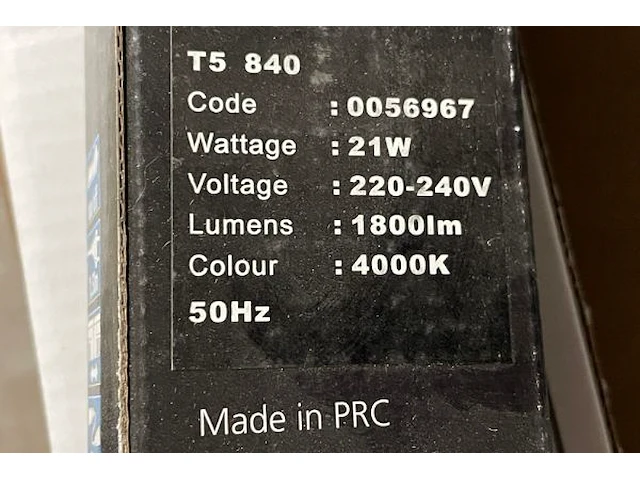 T5 840
Code : 0056967
Wattage : 21W
Voltage : 220-240V
Lumens : 1800lm
Colour : 4000K
50Hz
Made in PRC